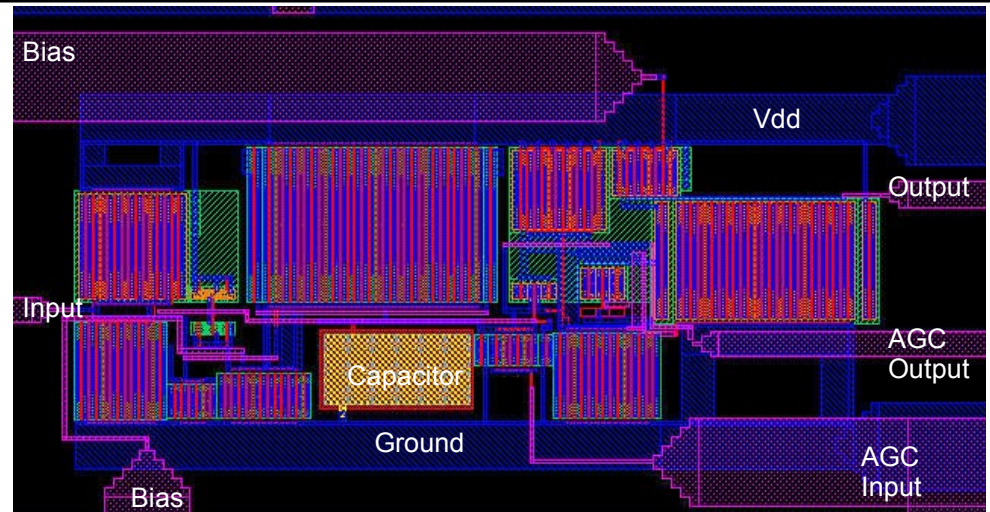 Bias
Vdd
Output
Input
AGC
Output
Capacitor
Ground
AGC
Input
Bias